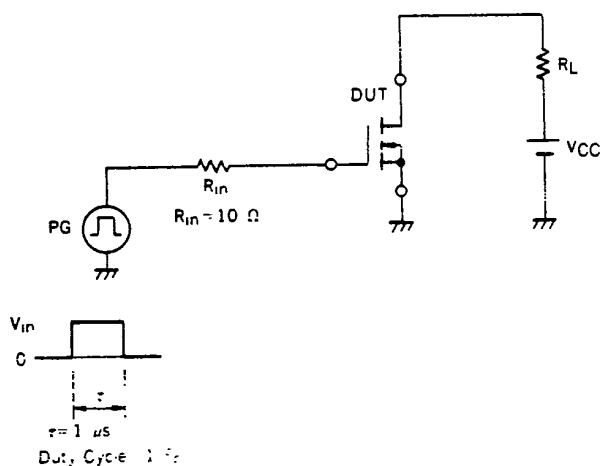 DUT
RL
VCC
Rin
Rin = 10 Ω
PG
Vin
0
τ
τ = 1 μs
Duty Cycle